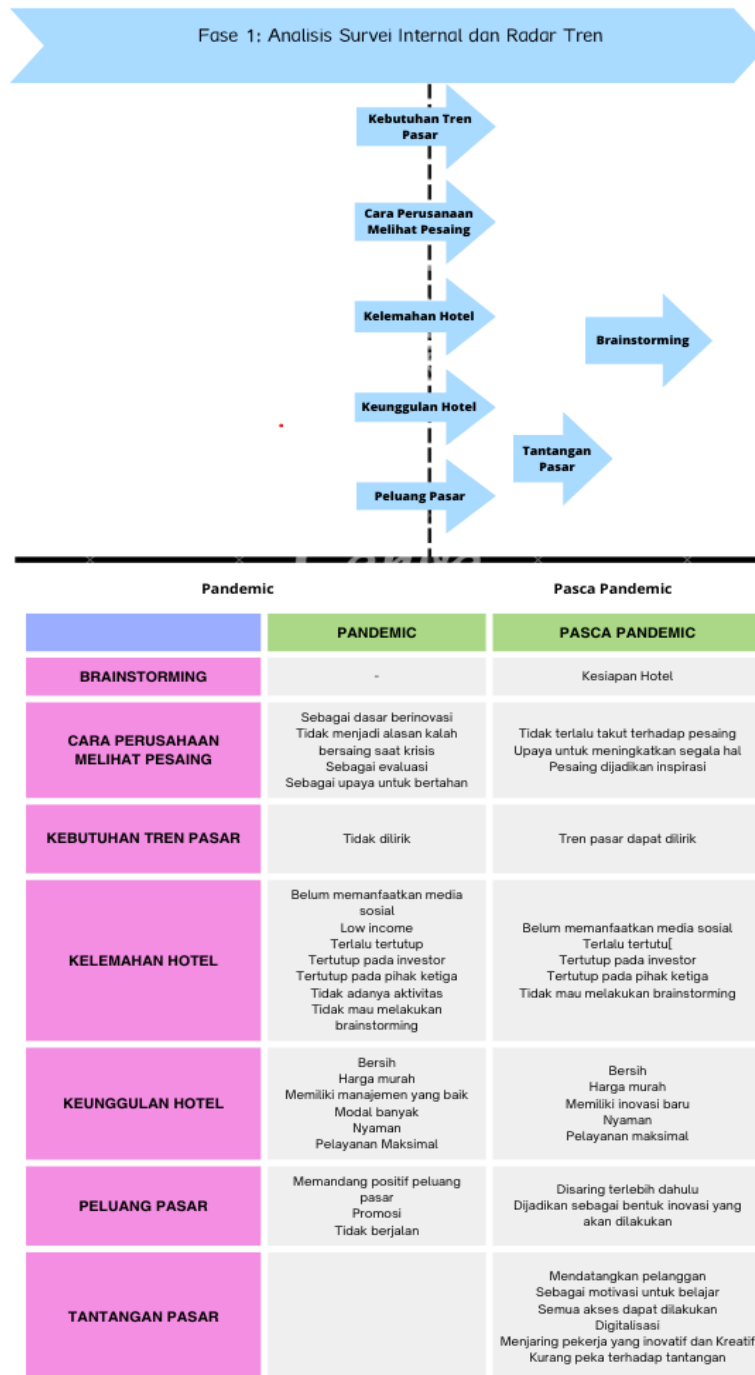 Fase 1: Analisis Survei Internal dan Radar Tren
Kebutuhan Tren
Pasar
Cara Perusanaan
Melihat Pesaing
Kelemahan Hotel
Brainstorming
Keunggulan Hotel
Tantangan
Pasar
Peluang Pasar
Pandemic
Pasca Pandemic
PANDEMIC
PASCA PANDEMIC
BRAINSTORMING
-
Kesiapan Hotel
CARA PERUSAHAAN
MELIHAT PESAING
Sebagai dasar berinovasi
Tidak menjadi alasan kalah
bersaing saat krisis
Sebagai evaluasi
Sebagai upaya untuk bertahan
Tidak terlalu takut terhadap pesaing
Upaya untuk meningkatkan segala hal
Pesaing dijadikan inspirasi
KEBUTUHAN TREN PASAR
Tidak dilirik
Tren pasar dapat dilirik
KELEMAHAN HOTEL
Belum memanfaatkan media
sosial
Low income
Terlalu tertutup
Tertutup pada investor
Tertutup pada pihak ketiga
Tidak adanya aktivitas
Tidak mau melakukan
brainstorming
Belum memanfaatkan media sosial
Terlalu tertutu[
Tertutup pada investor
Tertutup pada pihak ketiga
Tidak mau melakukan brainstorming
KEUNGGULAN HOTEL
Bersih
Harga murah
Memiliki manajemen yang baik
Modal banyak
Nyaman
Pelayanan Maksimal
Bersih
Harga murah
Memiliki inovasi baru
Nyaman
Pelayanan maksimal
PELUANG PASAR
Memandang positif peluang
pasar
Promosi
Tidak berjalan
Disaring terlebih dahulu
Dijadikan sebagai bentuk inovasi yang
akan dilakukan
TANTANGAN PASAR
Mendatangkan pelanggan
Sebagai motivasi untuk belajar
Semua akses dapat dilakukan
Digitalisasi
Menjaring pekerja yang inovatif dan Kreatif
Kurang peka terhadap tantangan